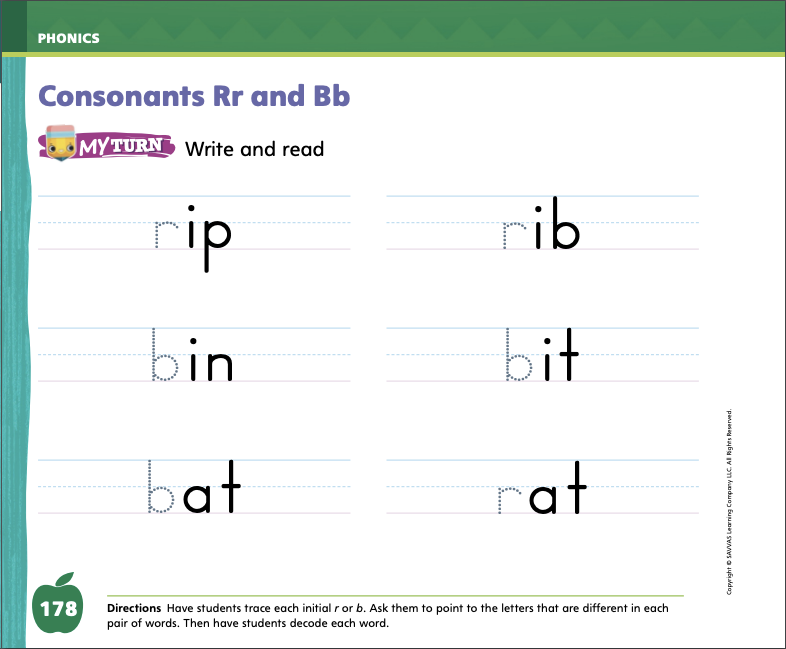 PHONICS
Consonants Rr and Bb
MY TURN Write and read
rip
rib
bin
bit
bat
rat
Copyright © SAVVAS Learning Company LLC. All Rights Reserved.
178
Directions Have students trace each initial r or b. Ask them to point to the letters that are different in each
pair of words. Then have students decode each word.